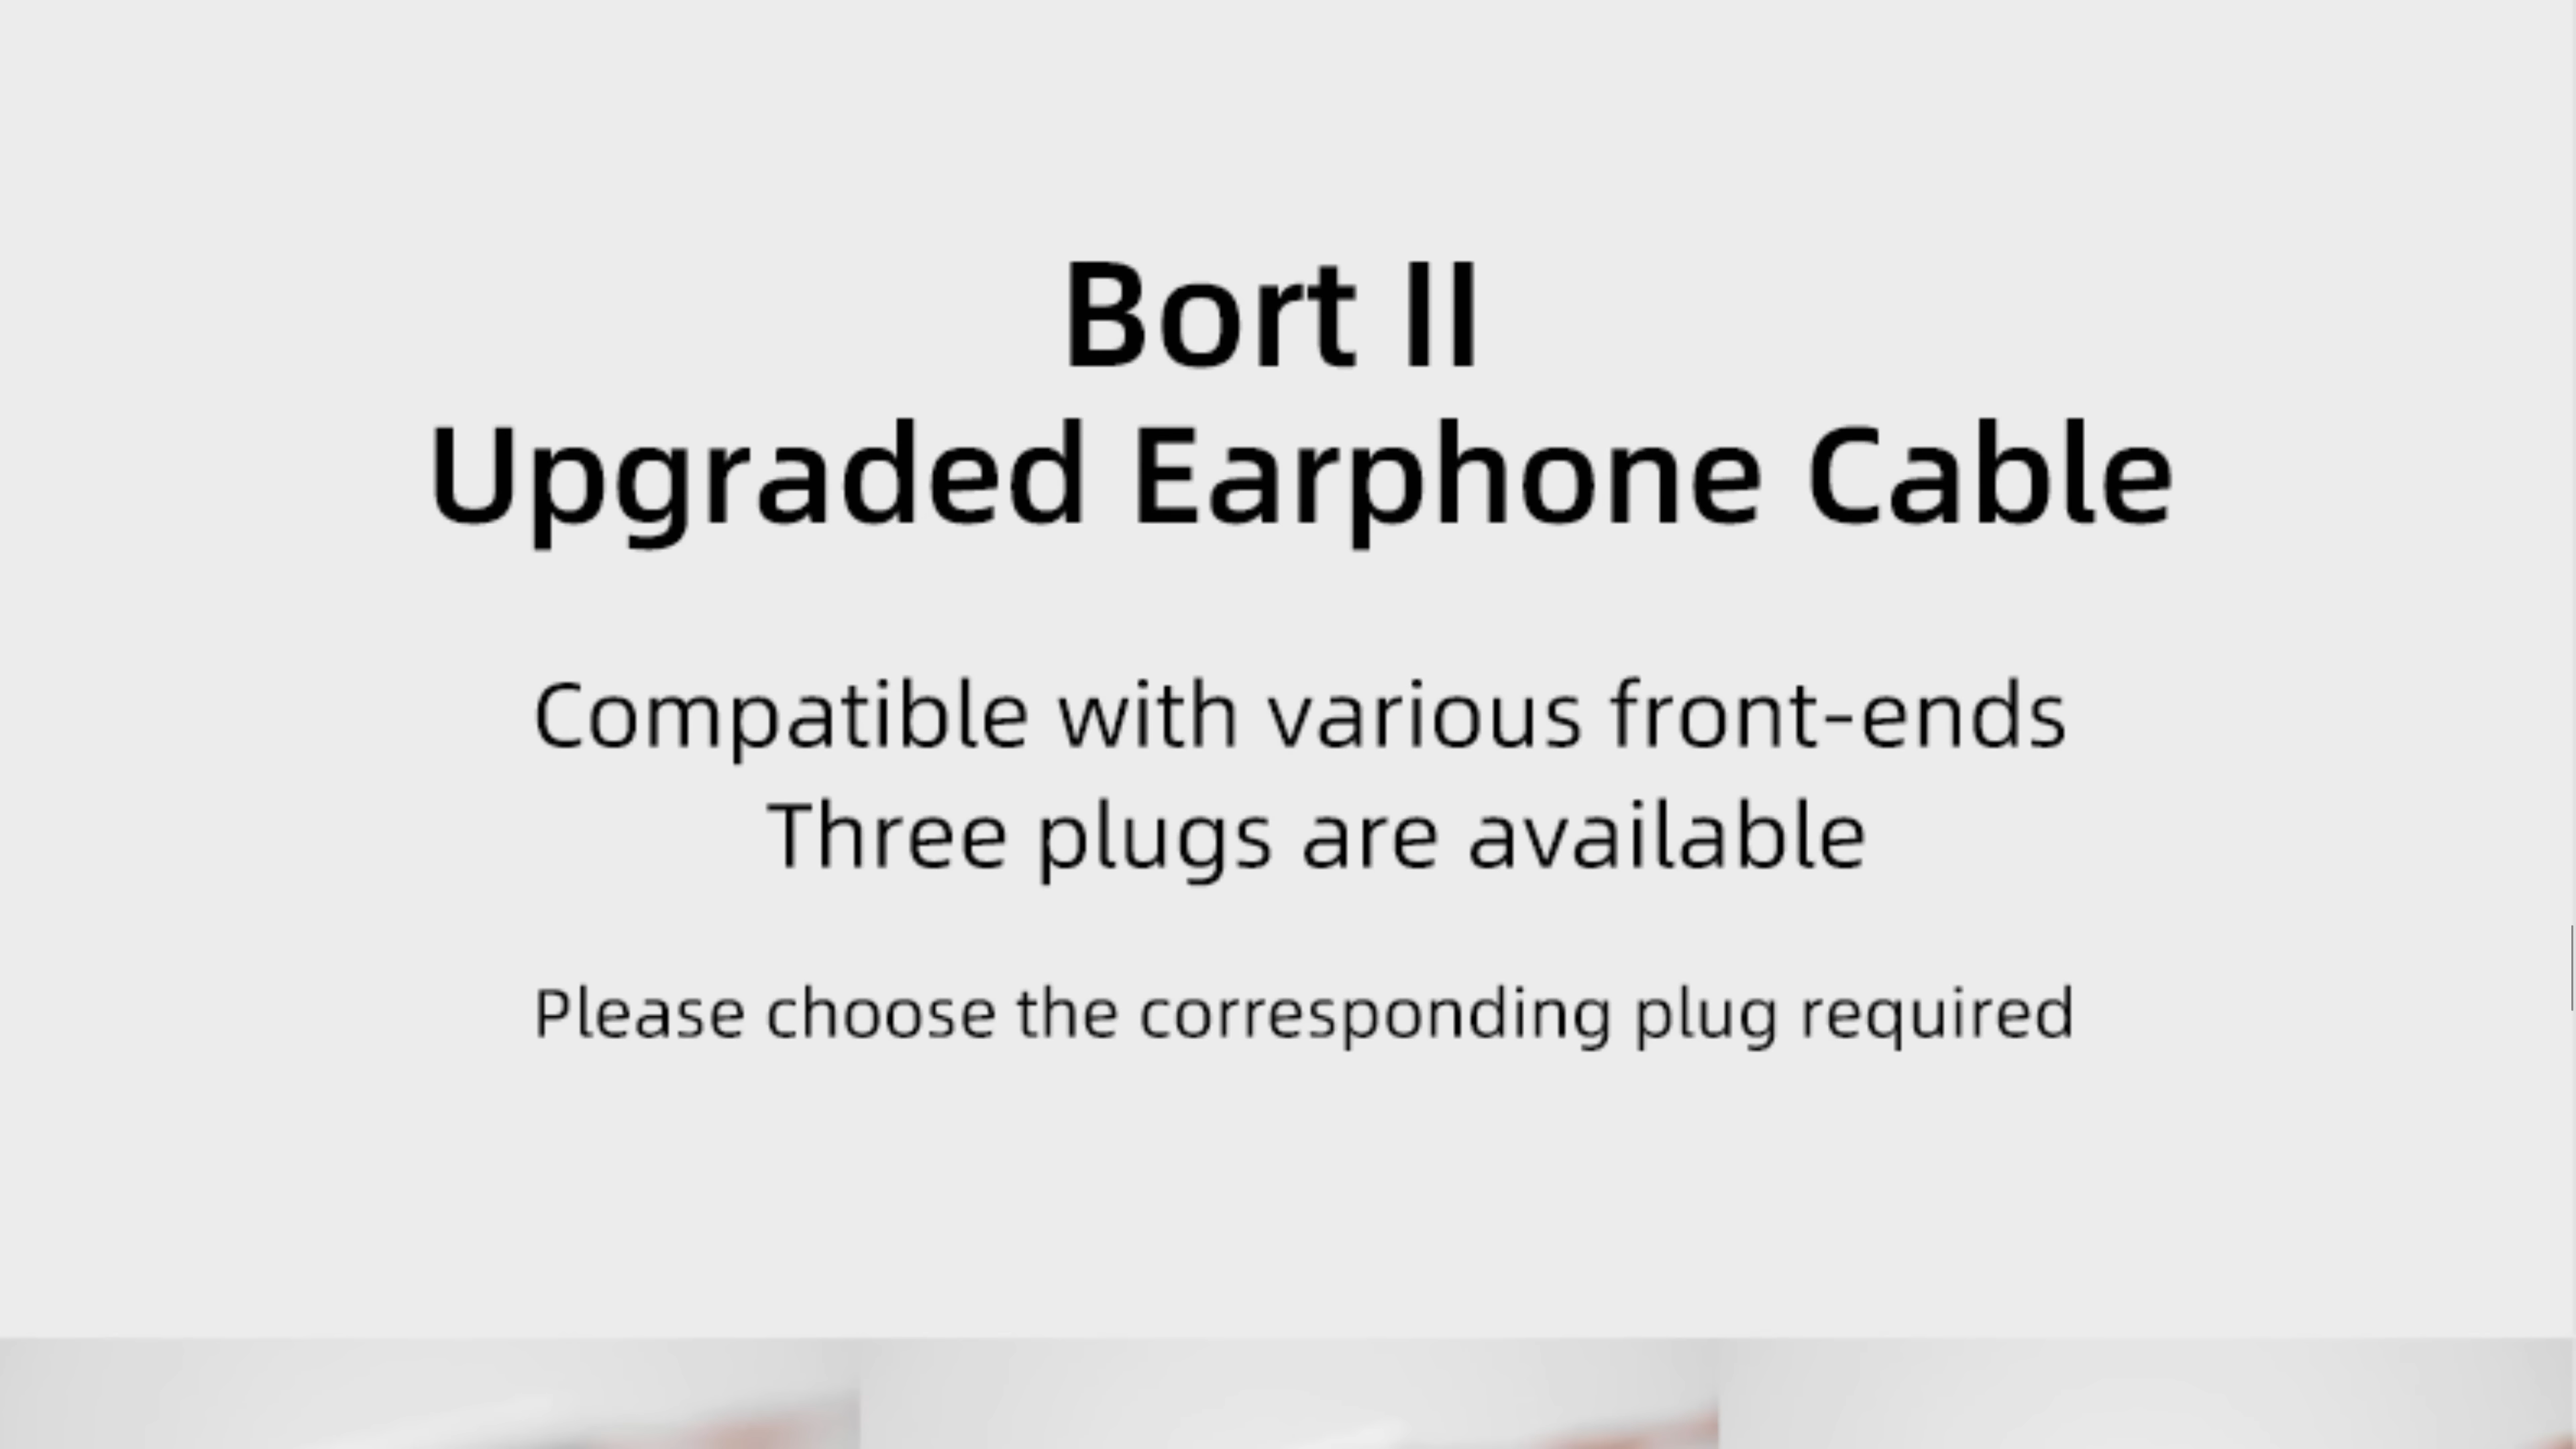 Bort II
Upgraded Earphone Cable
Compatible with various front-ends
Three plugs are available
Please choose the corresponding plug required